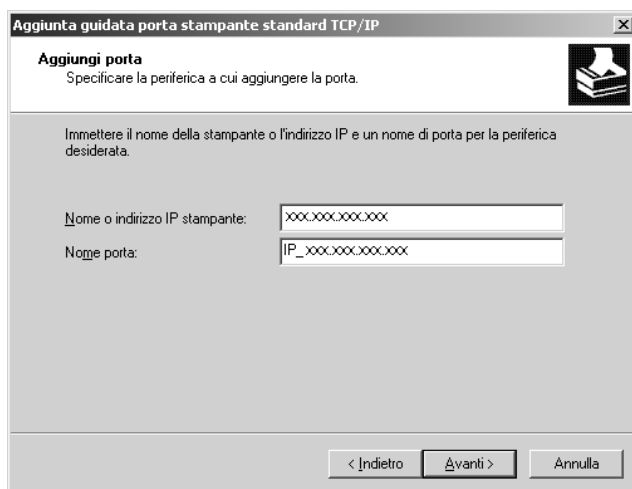 Aggiunta guidata porta stampante standard TCP/IP
Aggiungi porta
Specificare la periferica a cui aggiungere la porta.
Immettere il nome della stampante o l'indirizzo IP e un nome di porta per la periferica
desiderata.
Nome o indirizzo IP stampante: xxx.xxx.xxx.xxx
Nome porta: IP_xxx.xxx.xxx.xxx
< Indietro Avanti > Annulla